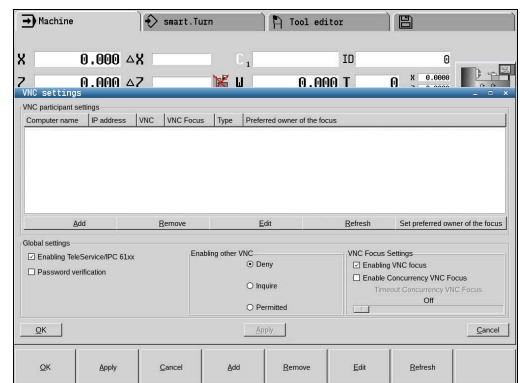 Machine
smart.Turn
Tool editor
X 0.000 △X C 1 ID 0
Z 0.000 △Z W 0.000 T 0 X 0.0000
VNC settings
VNC participant settings
Computer name IP address VNC VNC Focus Type Preferred owner of the focus
Add Remove Edit Refresh Set preferred owner of the focus
Global settings
Enabling TeleService/IPC 61xx
Password verification
Enabling other VNC
Deny
Inquire
Permitted
VNC Focus Settings
Enabling VNC focus
Enable Concurrency VNC Focus
Timeout Concurrency VNC Focus
Off
OK Apply Cancel
OK Apply Cancel Add Remove Edit Refresh